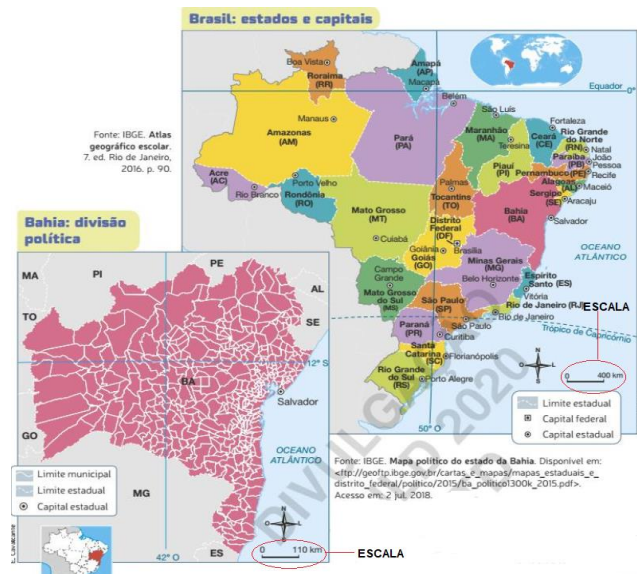 Brasil: estados e capitais
Boa Vista
Roraima
(RR)
Amapá
(AP)
Macapá
Equador
0°
Belém
Manaus
Amazonas
(AM)
Pará
(PA)
São Luís
Maranhão
(MA)
Teresina
Fortaleza
Ceará
(CE)
Rio Grande
do Norte
(RN)
Natal
Paraíba
(PB)
João
Pessoa
Piauí
(PI)
Pernambuco
(PE)
Recife
Alagoas
(AL)
Maceió
Sergipe
(SE)
Aracaju
Acre
(AC)
Rio Branco
Porto Velho
Rondônia
(RO)
Palmas
Tocantins
(TO)
Mato Grosso
(MT)
Cuiabá
Bahia
(BA)
Salvador
Distrito
Federal
(DF)
Brasília
Goiânia
Goiás
(GO)
OCEANO
ATLÂNTICO
Minas Gerais
(MG)
Belo Horizonte
Campo
Grande
Mato Grosso
do Sul
(MS)
Espírito
Santo (ES)
Vitória
São Paulo
(SP)
São Paulo
Rio de Janeiro (RJ)
Rio de Janeiro
Trópico de Capricórnio
Paraná
(PR)
Curitiba
Santa
Catarina
(SC)
Florianópolis
Rio Grande
do Sul
(RS)
Porto Alegre
50° O
ESCALA
0 400 km
Limite estadual
Capital federal
Capital estadual
Fonte: IBGE. Atlas
geográfico escolar.
7. ed. Rio de Janeiro,
2016. p. 90.
Bahia: divisão
política
MA
PI
PE
AL
TO
SE
12° S
BA
Salvador
GO
OCEANO
ATLÂNTICO
MG
ES
42° O
Limite municipal
Limite estadual
Capital estadual
0 110 km
ESCALA
E. Cavalcante
Fonte: IBGE. Mapa político do estado da Bahia. Disponível em:
<ftp://geoftp.ibge.gov.br/cartas_e_mapas/mapas_estaduais_e_
distrito_federal/politico/2015/ba_politico1300k_2015.pdf>.
Acesso em: 2 jul. 2018.
2020